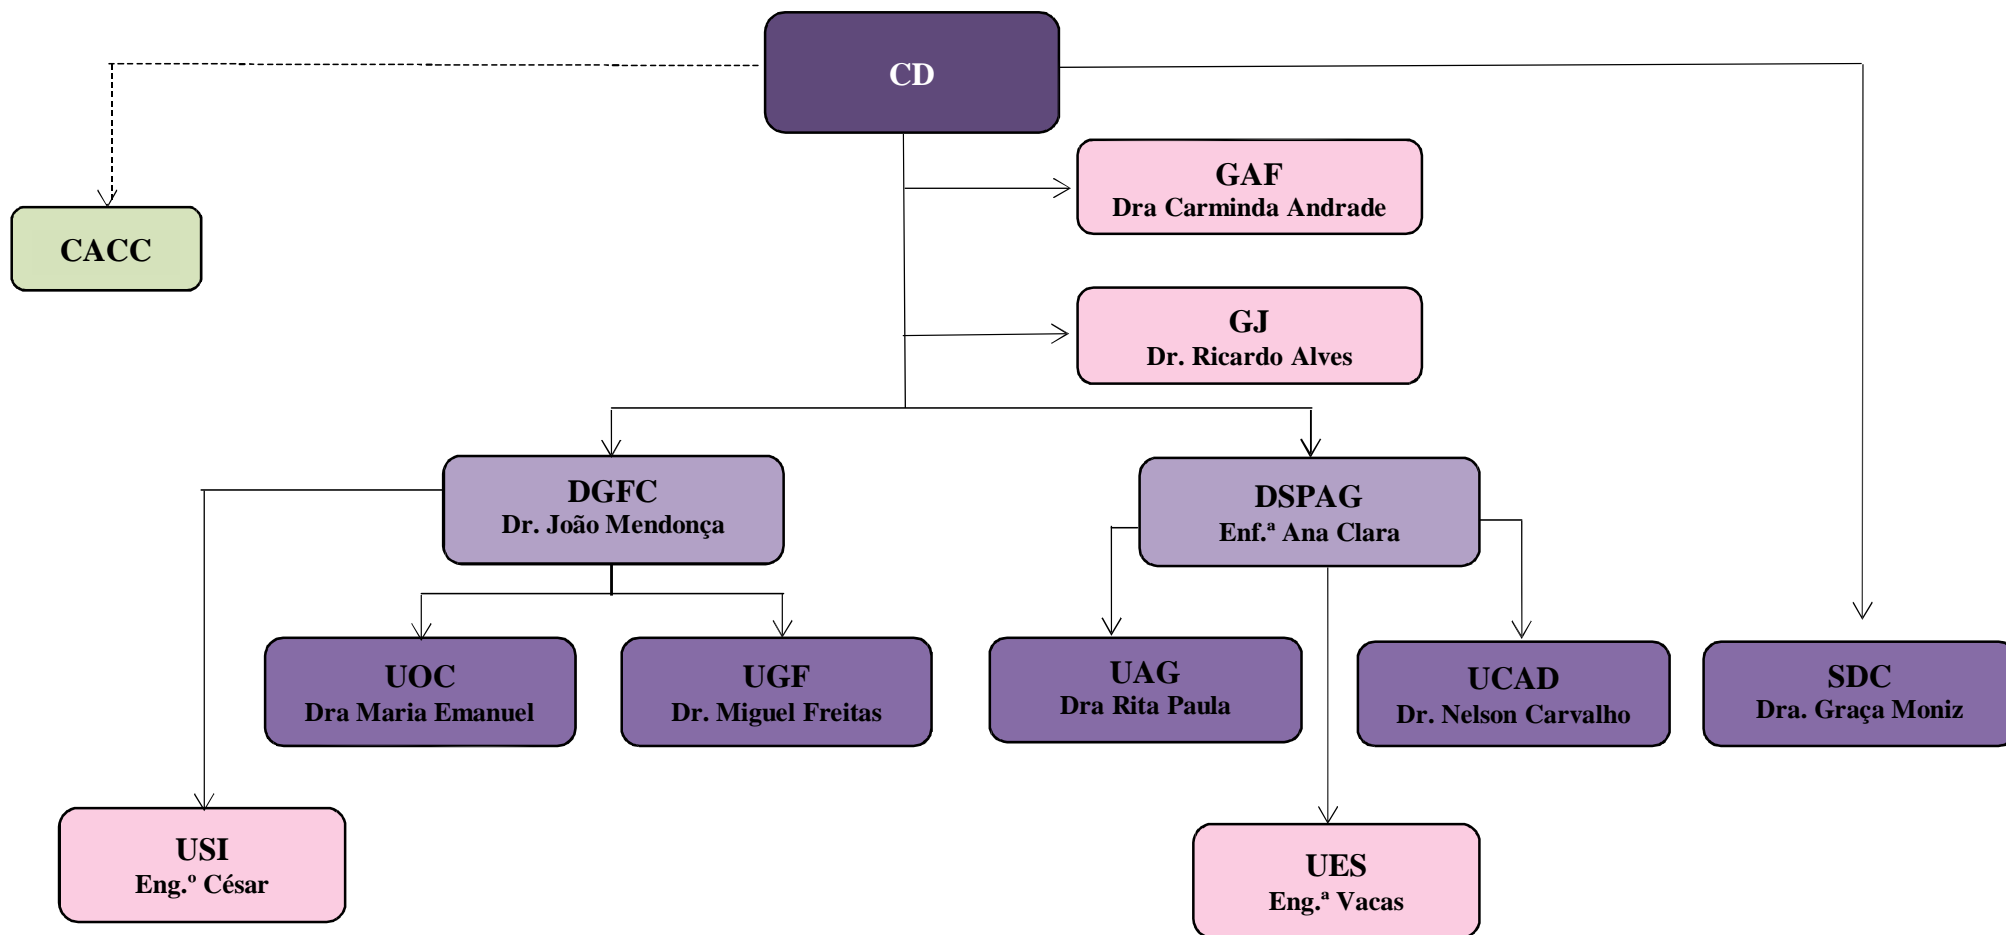 CD
GAF
Dra Carminda Andrade
CACC
GJ
Dr. Ricardo Alves
DGFC
Dr. João Mendonça
DSPAG
Enf.ª Ana Clara
UOC
Dra Maria Emanuel
UGF
Dr. Miguel Freitas
UAG
Dra Rita Paula
UCAD
Dr. Nelson Carvalho
SDC
Dra. Graça Moniz
USI
Eng.º César
UES
Eng.ª Vacas